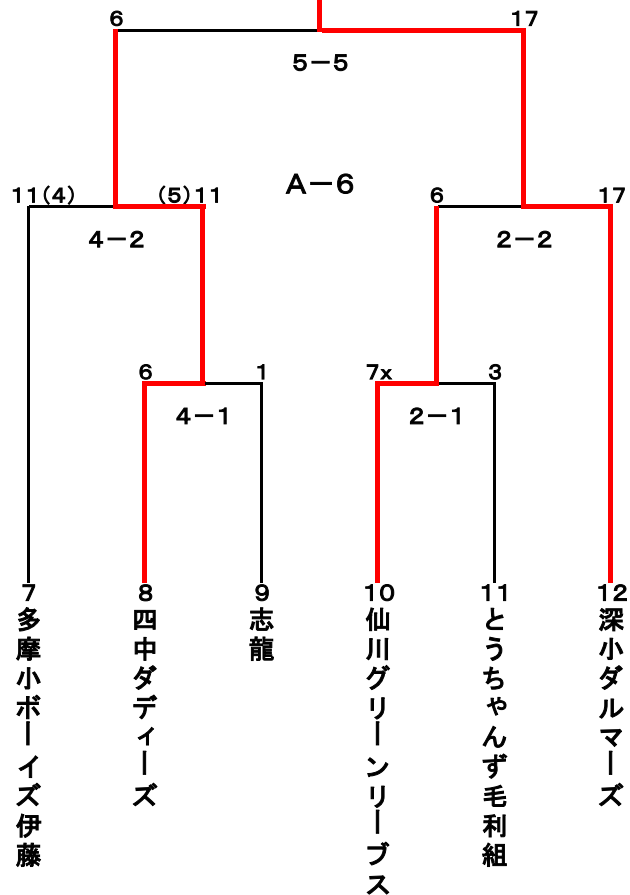 6
17
5－5
11(4)
(5)11
A－6
6
17
4－2
2－2
6
1
7x
3
4－1
2－1
7
8
9
10
11
12
多摩小ボーイズ伊藤
四中ダディーズ
志龍
仙川グリーンリーブス
とうちゃんず毛利組
深小ダルマーズ